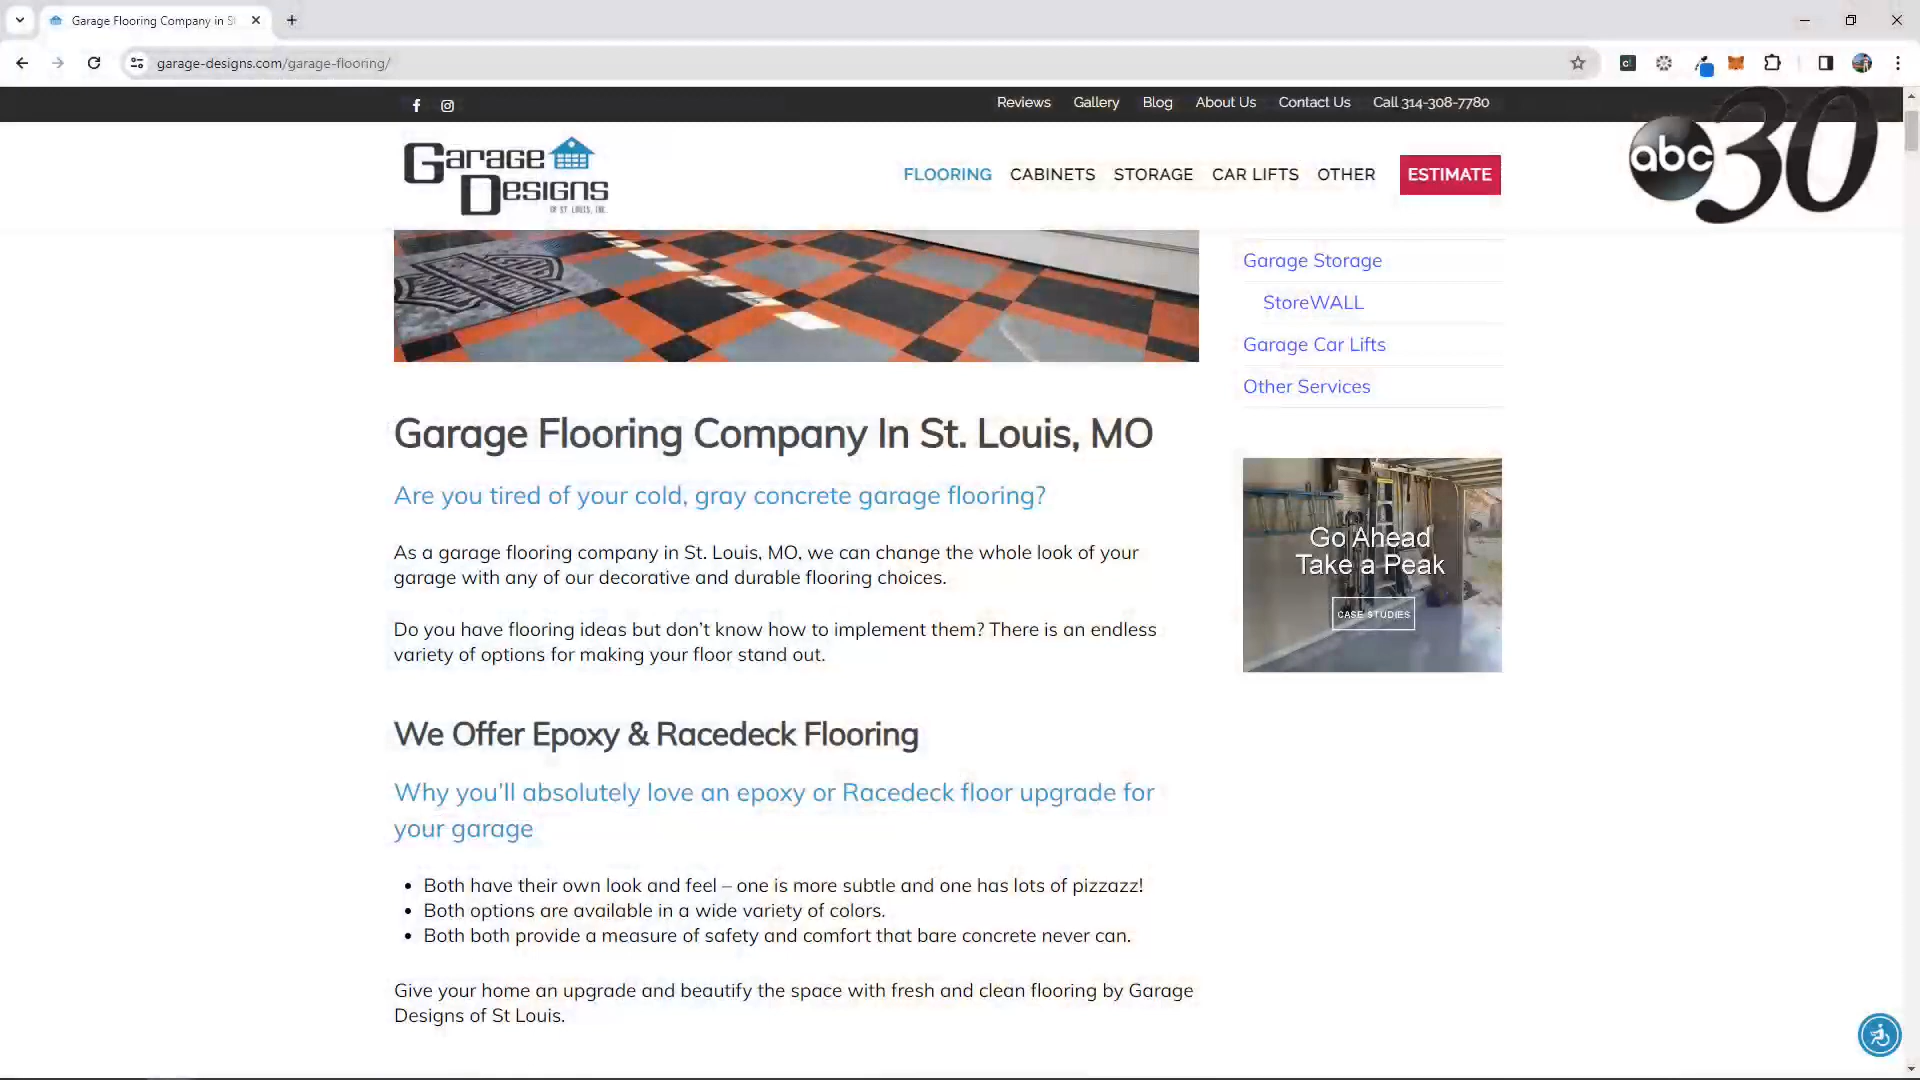 Garage Flooring Company in S
garage-designs.com/garage-flooring/
Reviews Gallery Blog About Us Contact Us Call 314-308-7780
abc 30
Garage
Designs
OF ST. LOUIS, INC.
FLOORING CABINETS STORAGE CAR LIFTS OTHER ESTIMATE
Garage Storage
StoreWALL
Garage Car Lifts
Other Services
Garage Flooring Company In St. Louis, MO
Are you tired of your cold, gray concrete garage flooring?
As a garage flooring company in St. Louis, MO, we can change the whole look of your
garage with any of our decorative and durable flooring choices.
Do you have flooring ideas but don’t know how to implement them? There is an endless
variety of options for making your floor stand out.
Go Ahead
Take a Peak
CASE STUDIES
We Offer Epoxy & Racedeck Flooring
Why you'll absolutely love an epoxy or Racedeck floor upgrade for
your garage
• Both have their own look and feel – one is more subtle and one has lots of pizzazz!
• Both options are available in a wide variety of colors.
• Both both provide a measure of safety and comfort that bare concrete never can.
Give your home an upgrade and beautify the space with fresh and clean flooring by Garage
Designs of St Louis.